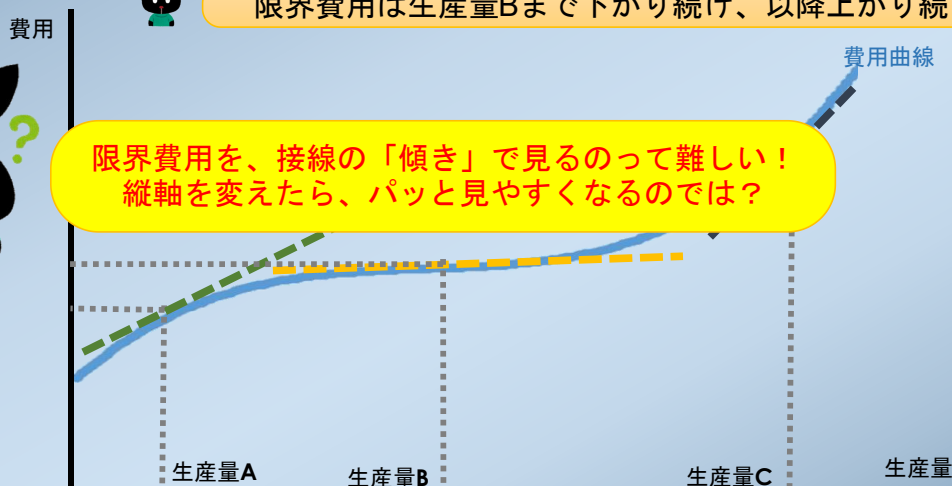 限界費用は生産量Bまで下がり続け、以降上がり続
費用
費用曲線
?
限界費用を、接線の「傾き」で見るのって難しい！
縦軸を変えたら、パッと見やすくなるのでは？
生産量A
生産量B
生産量C
生産量